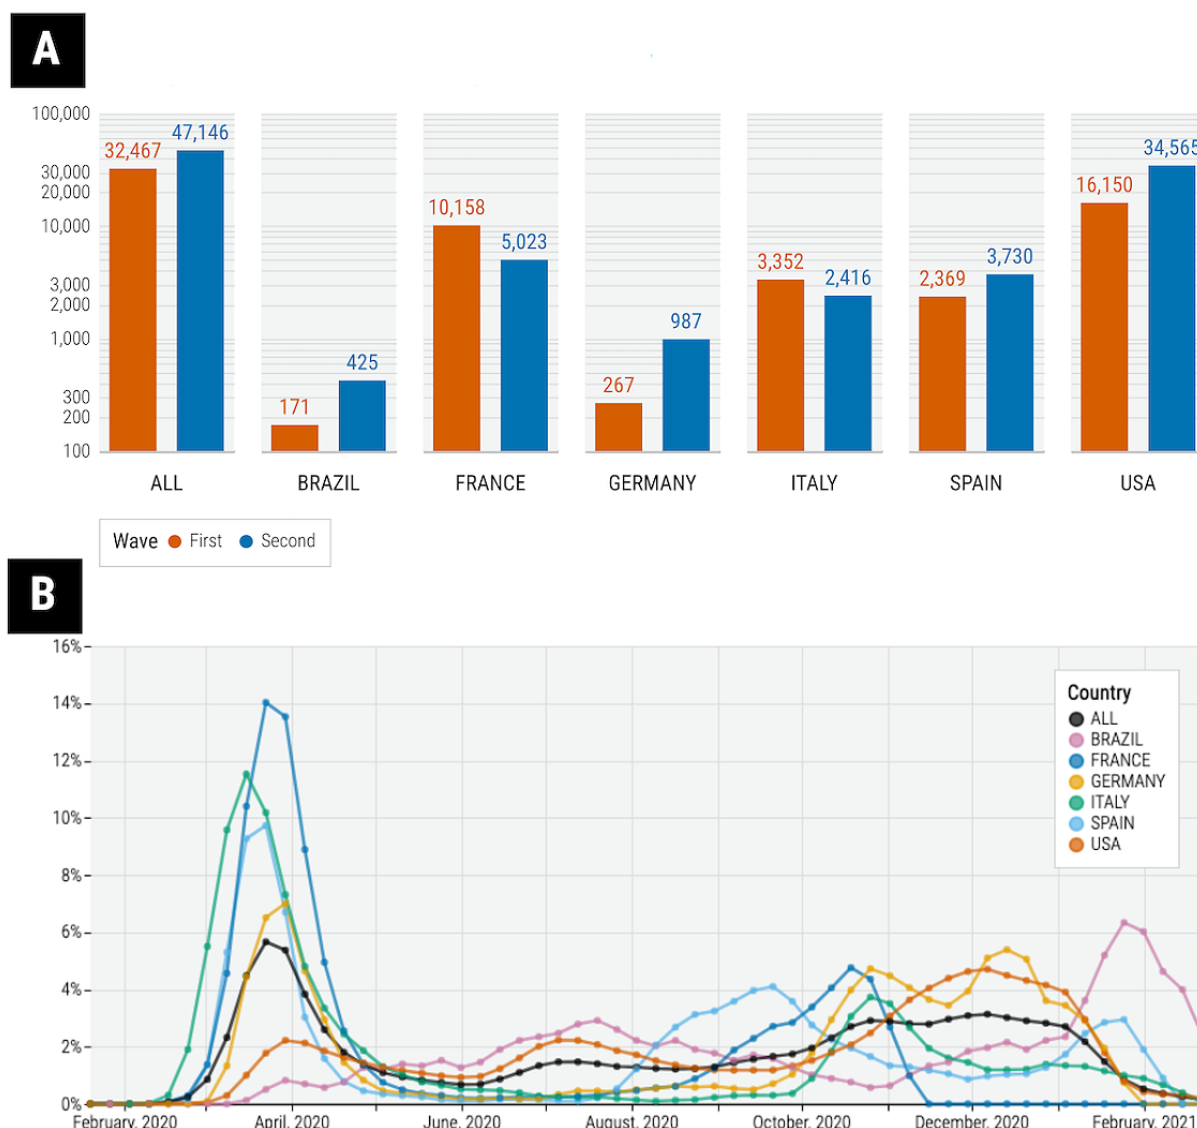 A
100,000
30,000
20,000
10,000
3,000
2,000
1,000
300
200
100
32,467
47,146
171
425
10,158
5,023
267
987
3,352
2,416
2,369
3,730
16,150
34,565
ALL
BRAZIL
FRANCE
GERMANY
ITALY
SPAIN
USA
Wave First Second
B
16%
14%
12%
10%
8%
6%
4%
2%
0%
Country
ALL
BRAZIL
FRANCE
GERMANY
ITALY
SPAIN
USA
February, 2020
April, 2020
June, 2020
August, 2020
October, 2020
December, 2020
February, 2021